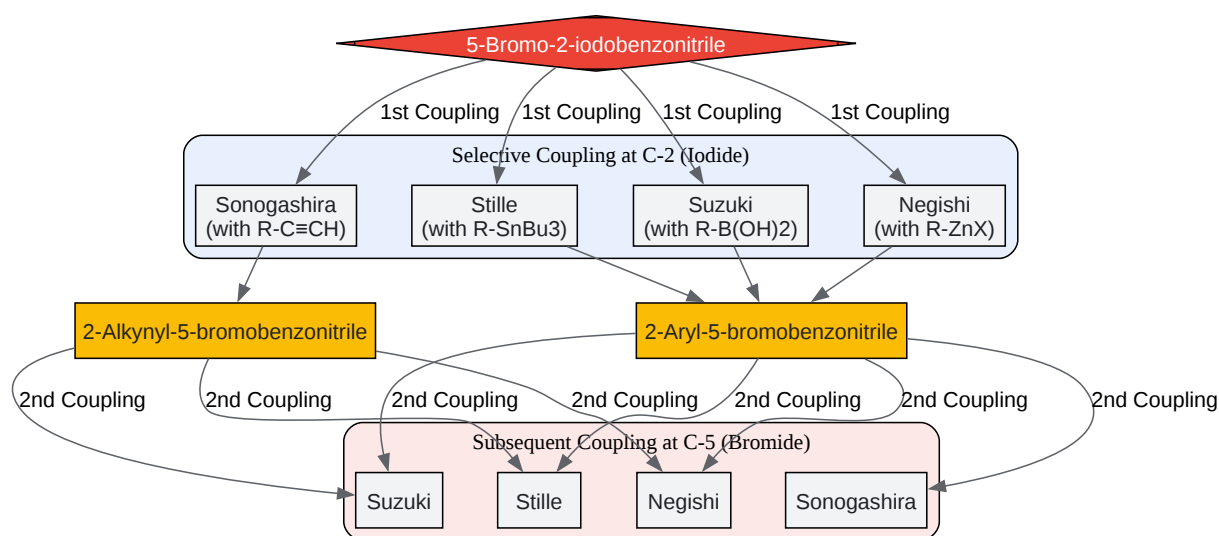 5-Bromo-2-iodobenzonitrile
1st Coupling
1st Coupling
1st Coupling
1st Coupling
Selective Coupling at C-2 (Iodide)
Sonogashira
(with R-C≡CH)
Stille
(with R-SnBu3)
Suzuki
(with R-B(OH)2)
Negishi
(with R-ZnX)
2-Alkynyl-5-bromobenzonitrile
2-Aryl-5-bromobenzonitrile
2nd Coupling
2nd Coupling
2nd Coupling
2nd Coupling
2nd Coupling
2nd Coupling
2nd Coupling
Subsequent Coupling at C-5 (Bromide)
Suzuki
Stille
Negishi
Sonogashira